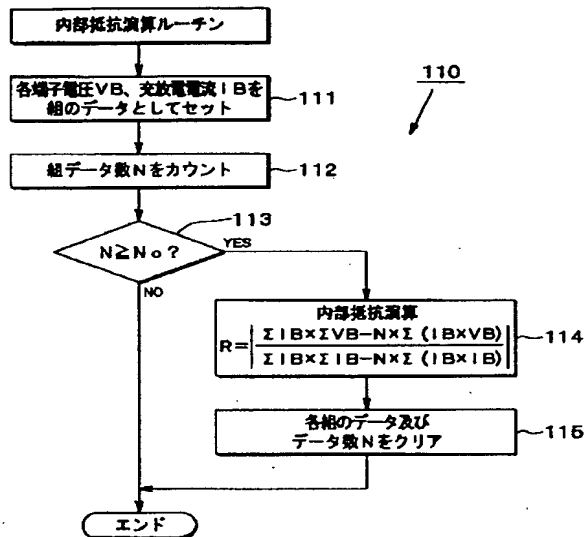 内部抵抗演算ルーチン
110
各端子電圧VB、充放電電流IBを
組のデータとしてセット
111
組データ数Nをカウント
112
113
N≧No?
YES
NO
内部抵抗演算
R=|ΣIB×ΣVB−N×Σ(IB×VB)
ΣIB×ΣIB−N×Σ(IB×IB)|
114
各組のデータ及び
データ数Nをクリア
115
エンド